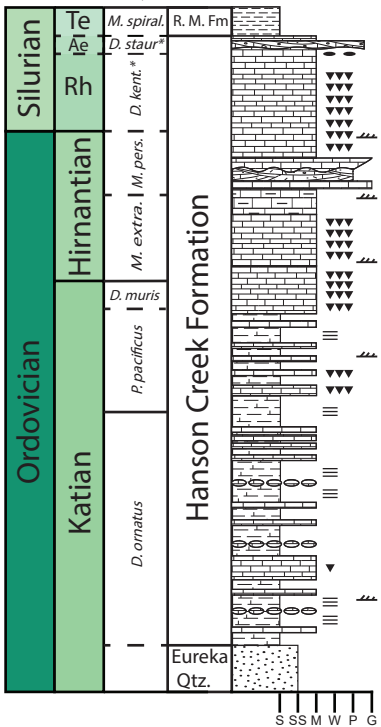 Silurian
Ordovician
Te
Ae
Rh
Hirnantian
Katian
M. spiral.
D. staur*
D. kent.*
M. pers.
M. extra.
D. muris
P. pacificus
D. ornatus
R. M. Fm
Hanson Creek Formation
Eureka
Qtz.
S SS M W P G